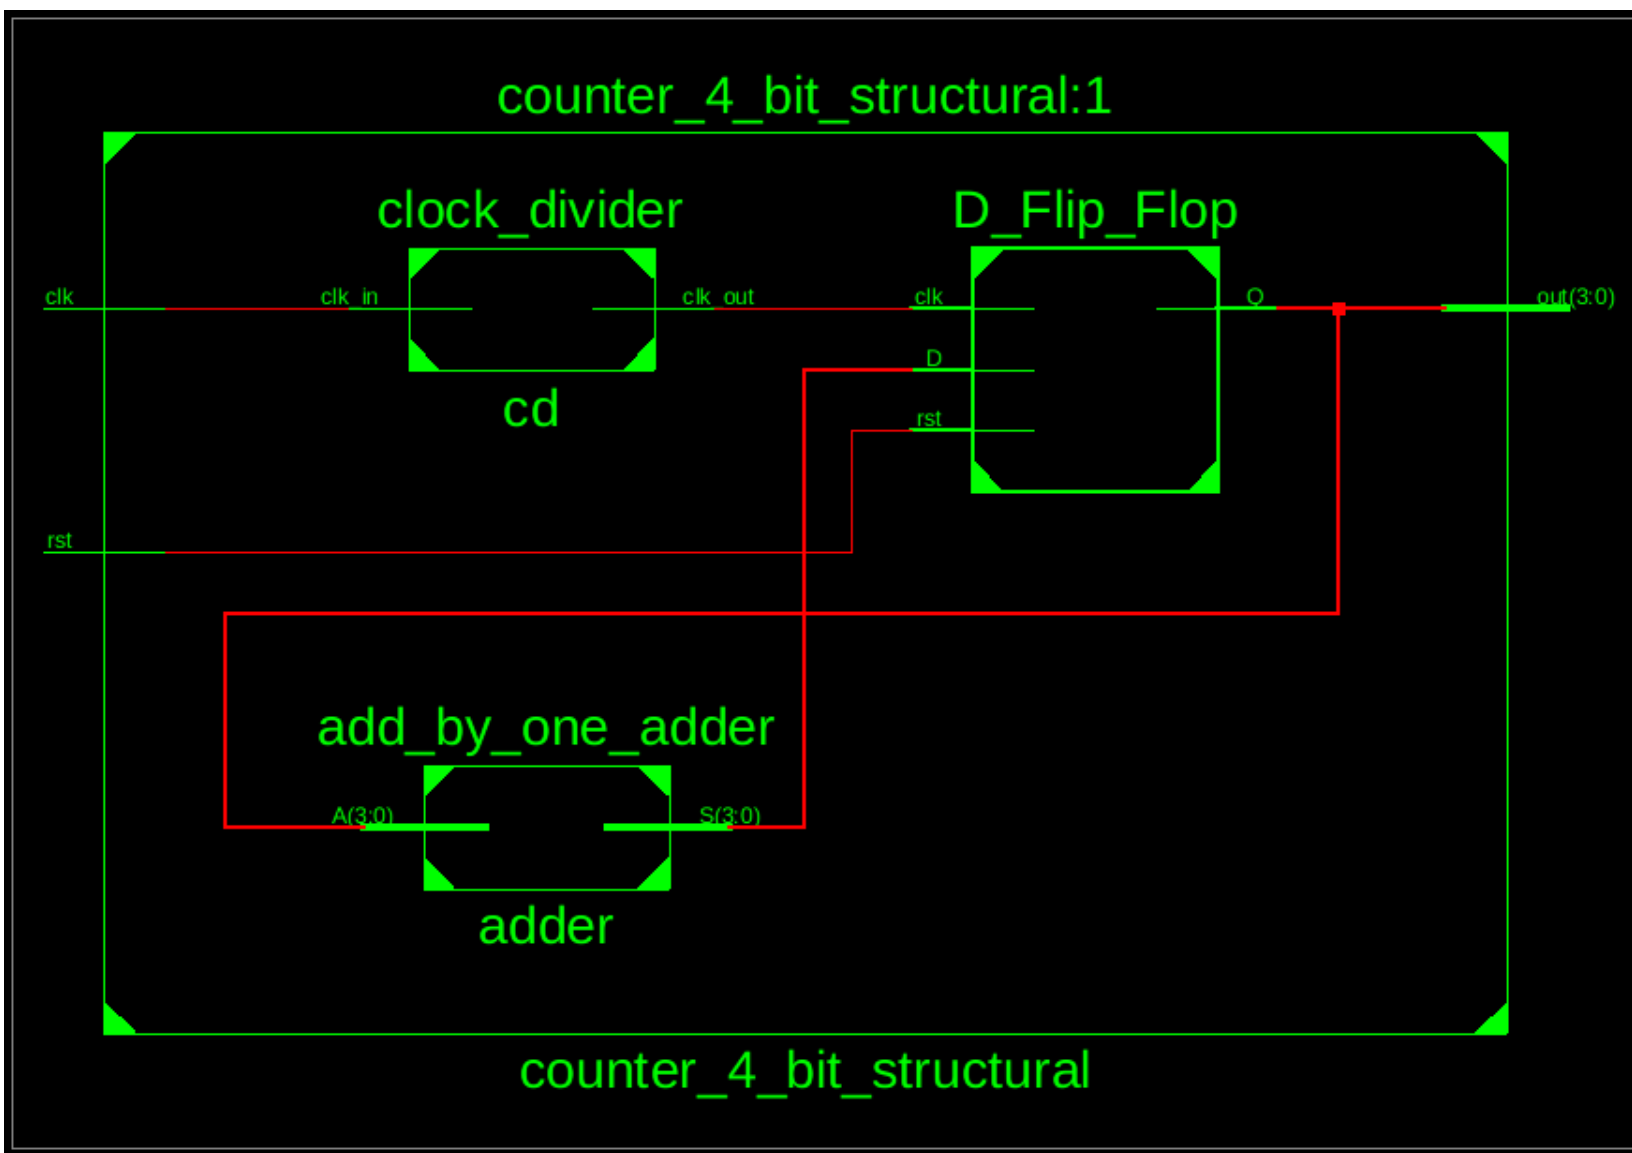 counter_4_bit_structural:1
clock_divider
D_Flip_Flop
clk
clk_in
clk_out
clk
Q
out(3:0)
D
cd
rst
rst
add_by_one_adder
A(3:0)
S(3:0)
adder
counter_4_bit_structural